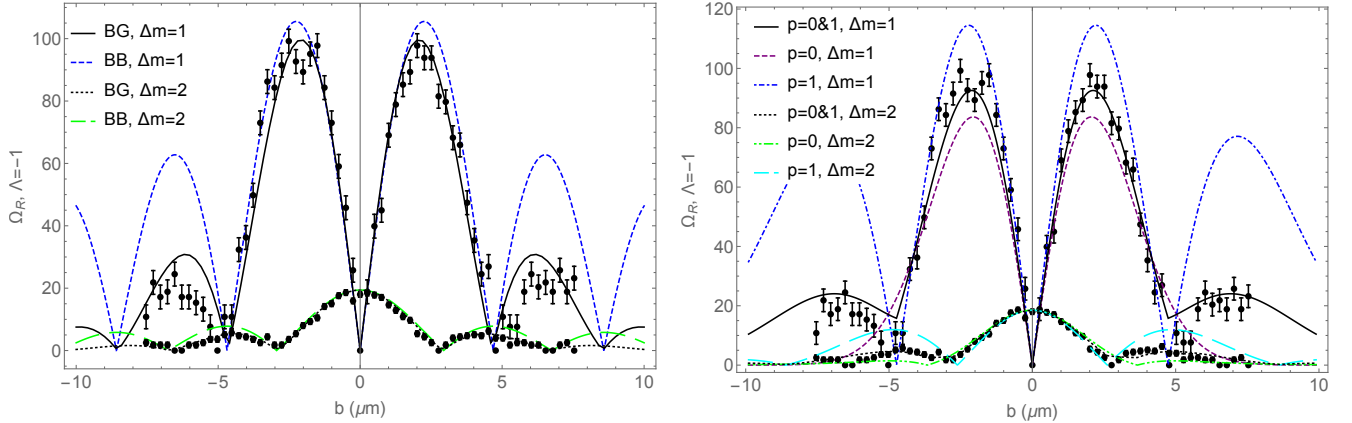 BG, Δm=1
BB, Δm=1
BG, Δm=2
BB, Δm=2
Ω_R, Λ=-1
100
80
60
40
20
0
-10
-5
0
5
10
b (μm)
p=0&1, Δm=1
p=0, Δm=1
p=1, Δm=1
p=0&1, Δm=2
p=0, Δm=2
p=1, Δm=2
Ω_R, Λ=-1
120
100
80
60
40
20
0
-10
-5
0
5
10
b (μm)